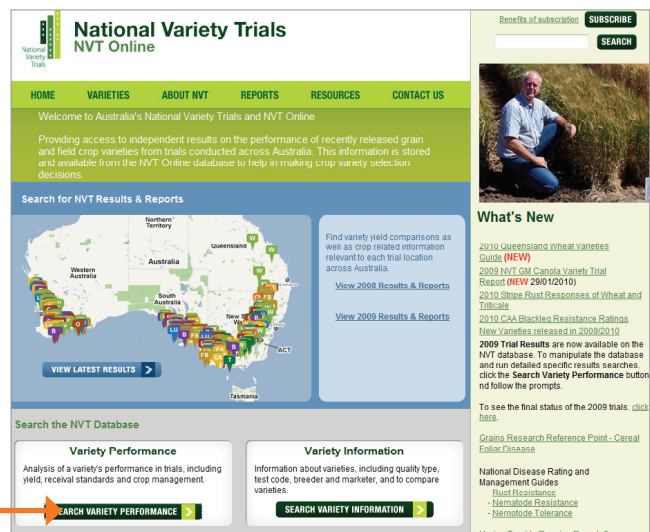 National
Variety
Trials
National Variety Trials
NVT Online
Benefits of subscription SUBSCRIBE
SEARCH
HOME VARIETIES ABOUT NVT REPORTS RESOURCES CONTACT US
Welcome to Australia's National Variety Trials and NVT Online
Providing access to independent results on the performance of recently released grain
and field crop varieties from trials conducted across Australia. This information is stored
and available from the NVT Online database to help in making crop variety selection
decisions.
Search for NVT Results & Reports
Northern
Territory
Queensland
Western
Australia
Australia
South
Australia
New S
ACT
Tasmania
VIEW LATEST RESULTS
Find variety yield comparisons as
well as crop related information
relevant to each trial location
across Australia.
View 2008 Results & Reports
View 2009 Results & Reports
What's New
2010 Queensland Wheat Varieties
Guide (NEW)
2009 NVT GM Canola Variety Trial
Report (NEW 29/01/2010)
2010 Stripe Rust Responses of Wheat and
Triticale
2010 CAA Blackleg Resistance Ratings
New Varieties released in 2009/2010
2009 Trial Results are now available on the
NVT database. To manipulate the database
and run detailed specific results searches,
click the Search Variety Performance button
nd follow the prompts.
To see the final status of the 2009 trials, click
here.
Grains Research Reference Point - Cereal
Foliar Disease
National Disease Rating and
Management Guides
- Rust Resistance
- Nematode Resistance
- Nematode Tolerance
Search the NVT Database
Variety Performance
Analysis of a variety's performance in trials, including
yield, receival standards and crop management.
SEARCH VARIETY PERFORMANCE
Variety Information
Information about varieties, including quality type,
test code, breeder and marketer, and to compare
varieties.
SEARCH VARIETY INFORMATION